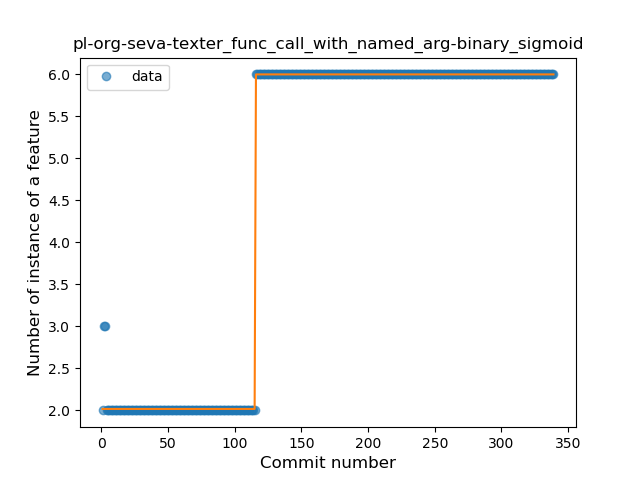 pl-org-seva-texter_func_call_with_named_arg-binary_sigmoid
data
Number of instance of a feature
6.0
5.5
5.0
4.5
4.0
3.5
3.0
2.5
2.0
0 50 100 150 200 250 300 350
Commit number